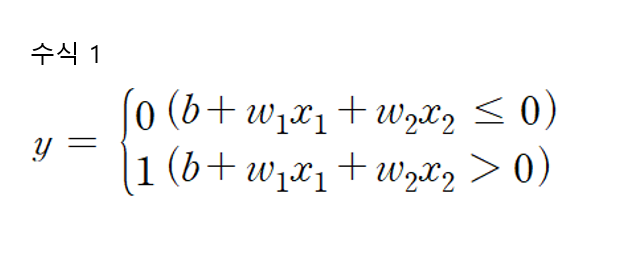 수식 1
y = { 0 (b + w₁x₁ + w₂x₂ ≤ 0)
1 (b + w₁x₁ + w₂x₂ > 0)